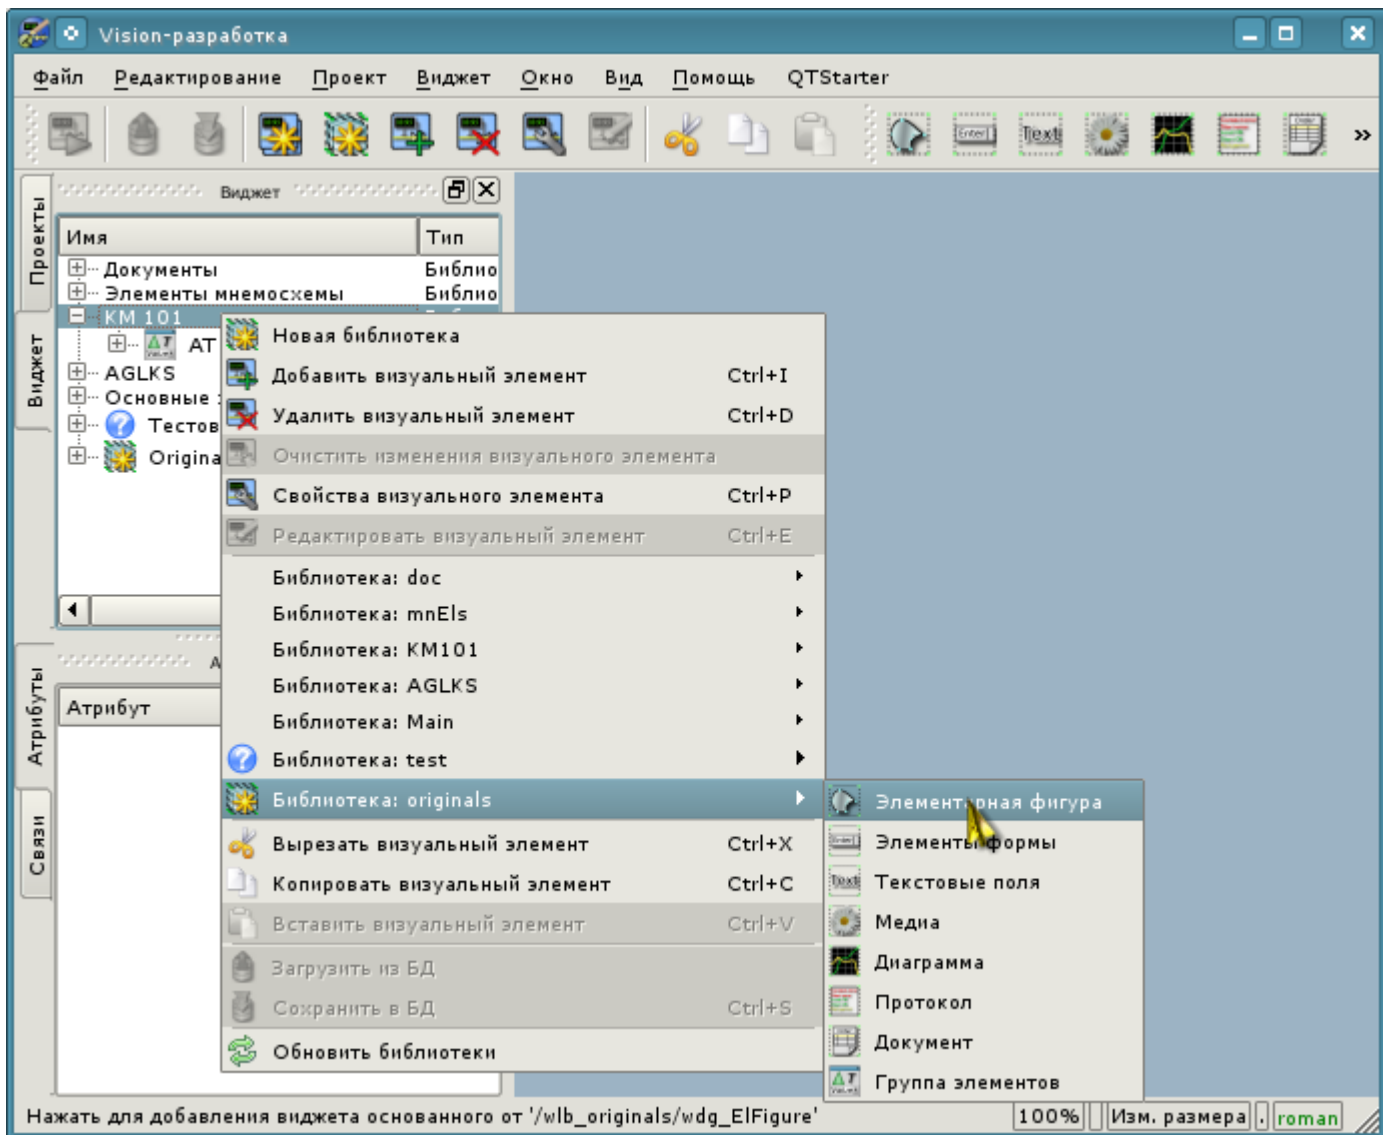 Vision-разработка
Файл Редактирование Проект Виджет Окно Вид Помощь QTStarter
Enter Text »
Виджет
Проекты
Виджет
Имя Тип
Документы Библио
Элементы мнемосхемы Библио
KM 101
AT
AGLKS
Основные
Тестов
Origina
Новая библиотека
Добавить визуальный элемент Ctrl+I
Удалить визуальный элемент Ctrl+D
Очистить изменения визуального элемента
Свойства визуального элемента Ctrl+P
Редактировать визуальный элемент Ctrl+E
Библиотека: doc
Библиотека: mnEls
Библиотека: KM101
Библиотека: AGLKS
Библиотека: Main
Библиотека: test
Библиотека: originals
Вырезать визуальный элемент Ctrl+X
Копировать визуальный элемент Ctrl+C
Вставить визуальный элемент Ctrl+V
Загрузить из БД
Сохранить в БД Ctrl+S
Обновить библиотеки
Атрибуты
Связи
А
Атрибут
Элементарная фигура
Элементы формы
Текстовые поля
Медиа
Диаграмма
Протокол
Документ
Группа элементов
Нажать для добавления виджета основанного от '/wlb_originals/wdg_ElFigure' 100% Изм. размера . roman